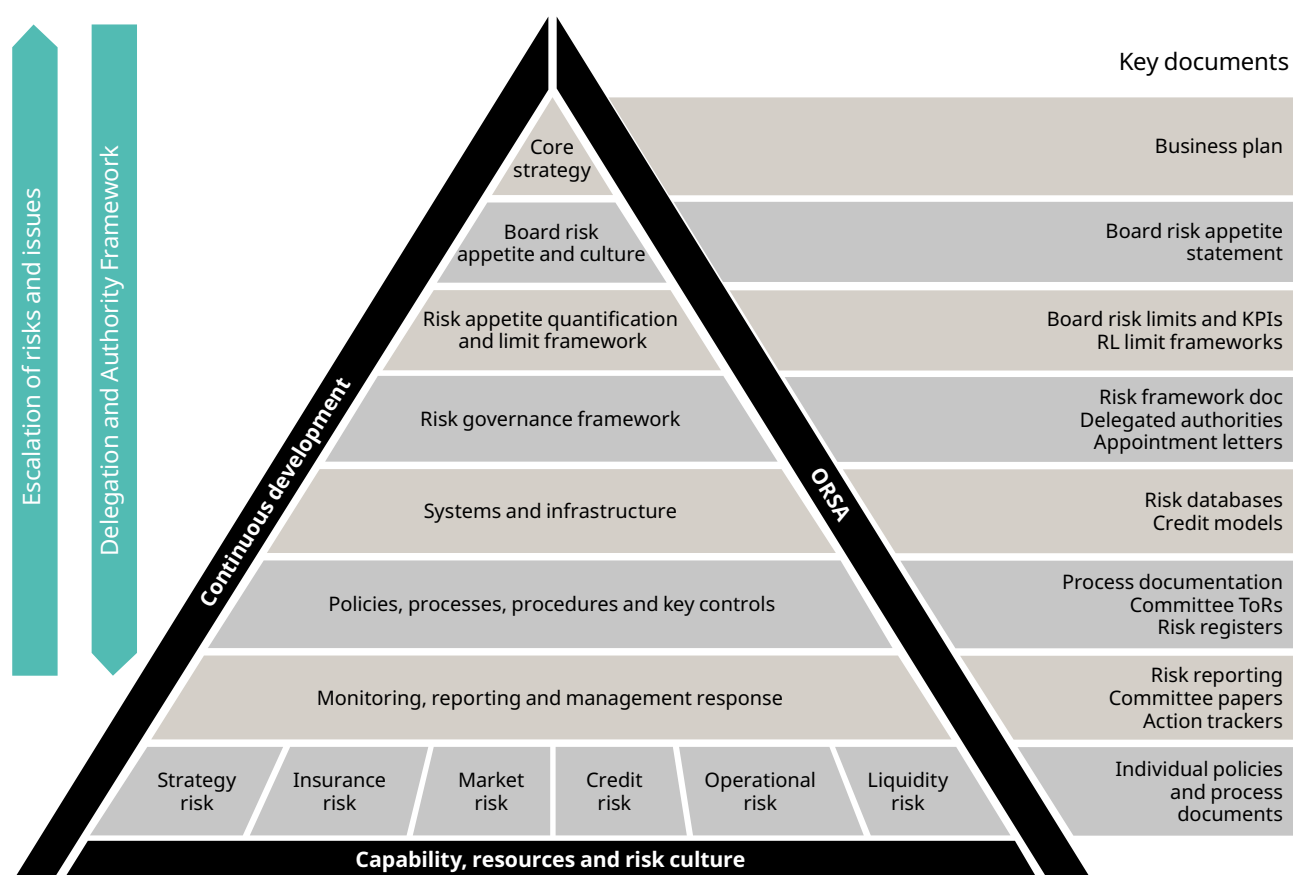 Key documents
Escalation of risks and issues
Delegation and Authority Framework
Continuous development
ORSA
Core
strategy
Business plan
Board risk
appetite and culture
Board risk appetite
statement
Risk appetite quantification
and limit framework
Board risk limits and KPIs
RL limit frameworks
Risk governance framework
Risk framework doc
Delegated authorities
Appointment letters
Systems and infrastructure
Risk databases
Credit models
Policies, processes, procedures and key controls
Process documentation
Committee ToRs
Risk registers
Monitoring, reporting and management response
Risk reporting
Committee papers
Action trackers
Strategy
risk
Insurance
risk
Market
risk
Credit
risk
Operational
risk
Liquidity
risk
Individual policies
and process
documents
Capability, resources and risk culture